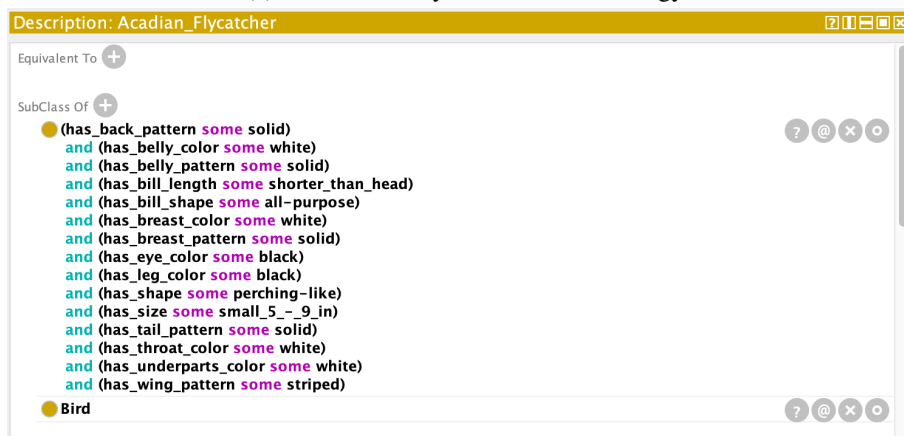 Description: Acadian_Flycatcher
Equivalent To
SubClass Of
(has_back_pattern some solid)
and (has_belly_color some white)
and (has_belly_pattern some solid)
and (has_bill_length some shorter_than_head)
and (has_bill_shape some all-purpose)
and (has_breast_color some white)
and (has_breast_pattern some solid)
and (has_eye_color some black)
and (has_leg_color some black)
and (has_shape some perching-like)
and (has_size some small_5_-_9_in)
and (has_tail_pattern some solid)
and (has_throat_color some white)
and (has_underparts_color some white)
and (has_wing_pattern some striped)
Bird